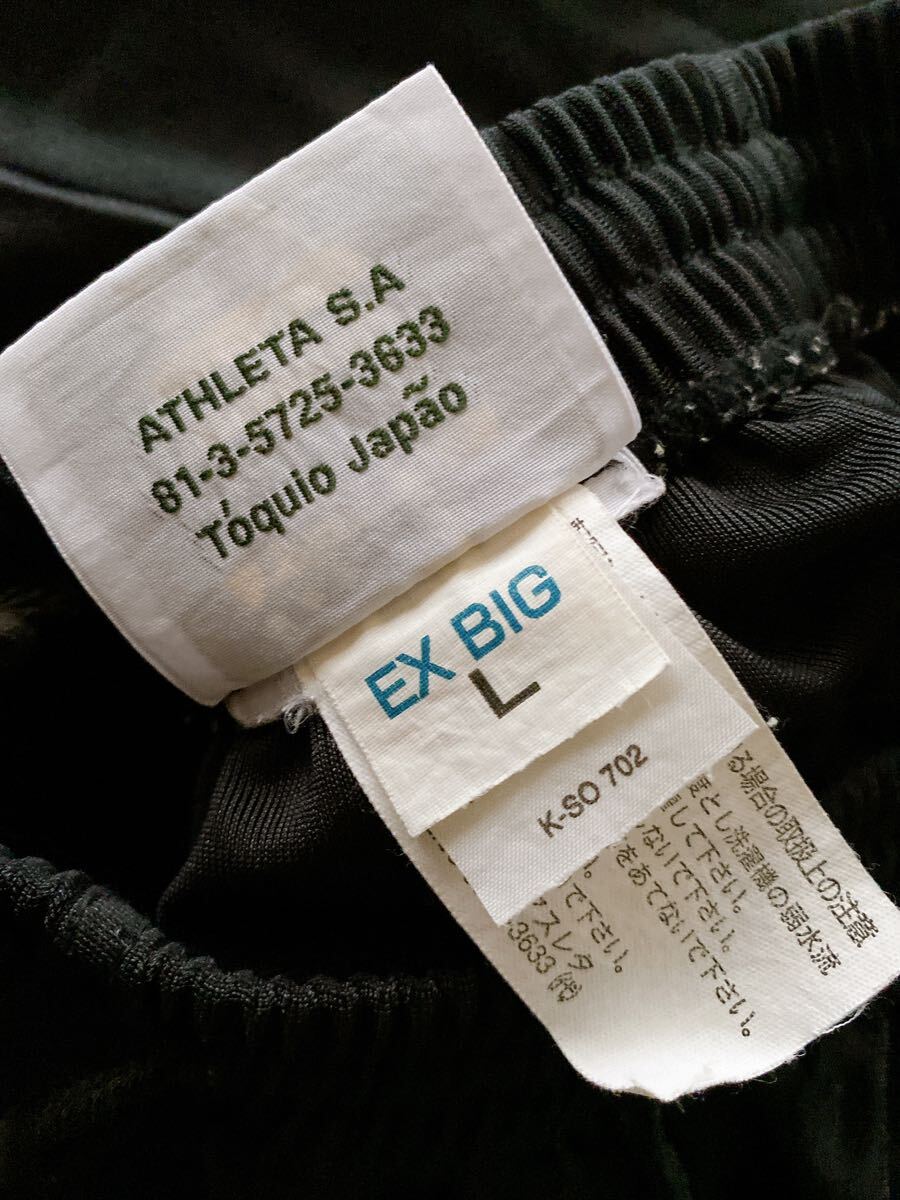 ATHLETA S.A
81-3-5725-3633
Tóquio Japão
EX BIG
L
K-SO 702
る場合の取扱上の注意
とし洗濯機の弱水流
して下さい。
ないで下さい。
をあてないで下さい。
で下さい。
アスレタ
-3633 ㈹